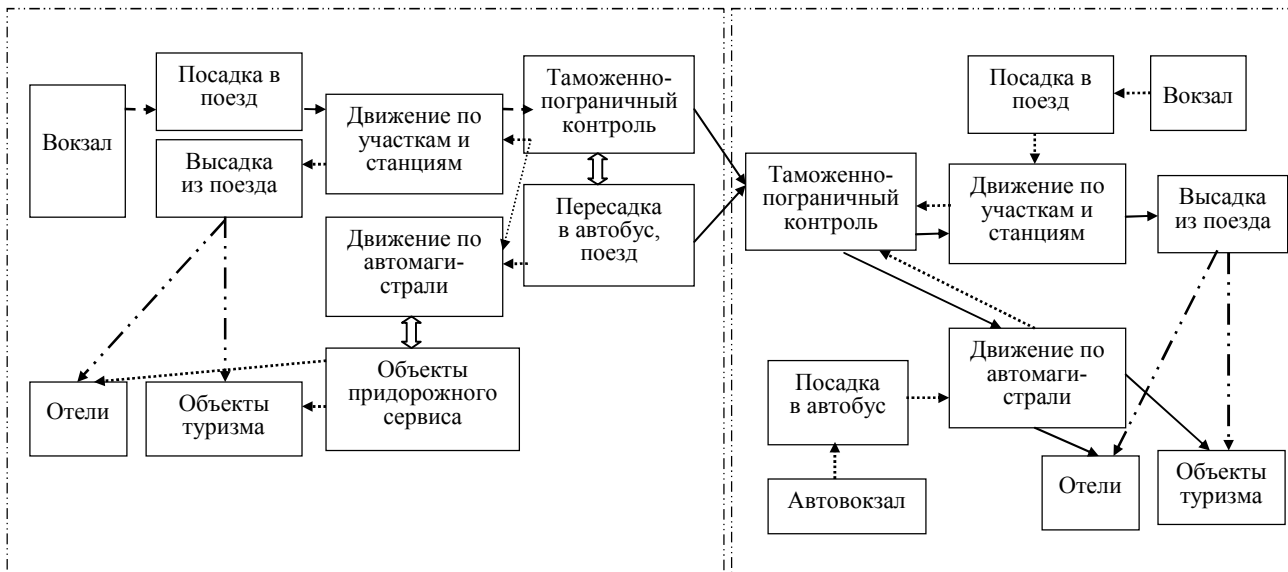 Вокзал
Посадка в
поезд
Высадка
из поезда
Движение по
участкам и
станциям
Таможенно-
пограничный
контроль
Пересадка
в автобус,
поезд
Движение по
автомаги-
страли
Объекты
придорожного
сервиса
Отели
Объекты
туризма
Таможенно-
пограничный
контроль
Посадка в
поезд
Вокзал
Движение по
участкам и
станциям
Высадка
из поезда
Движение по
автомаги-
страли
Посадка
в автобус
Автовокзал
Отели
Объекты
туризма